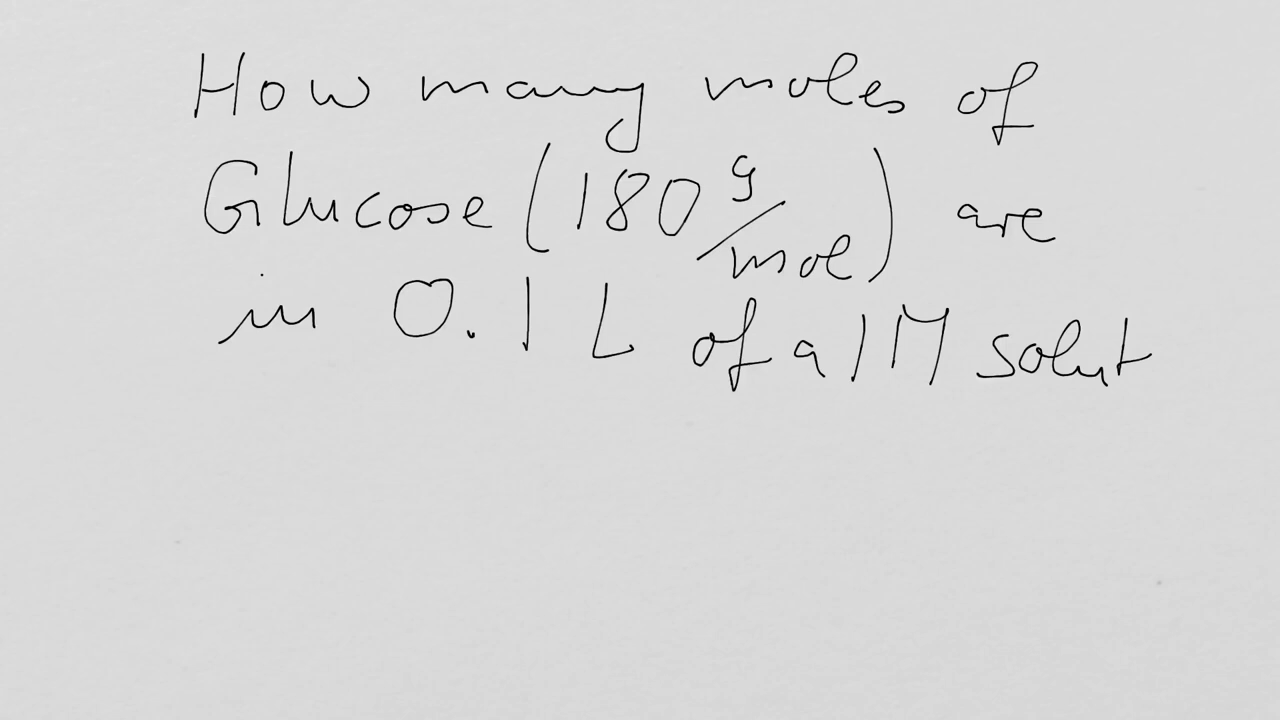 How many moles of
Glucose (180 g/mol) are
in 0.1 L of a 1M solut